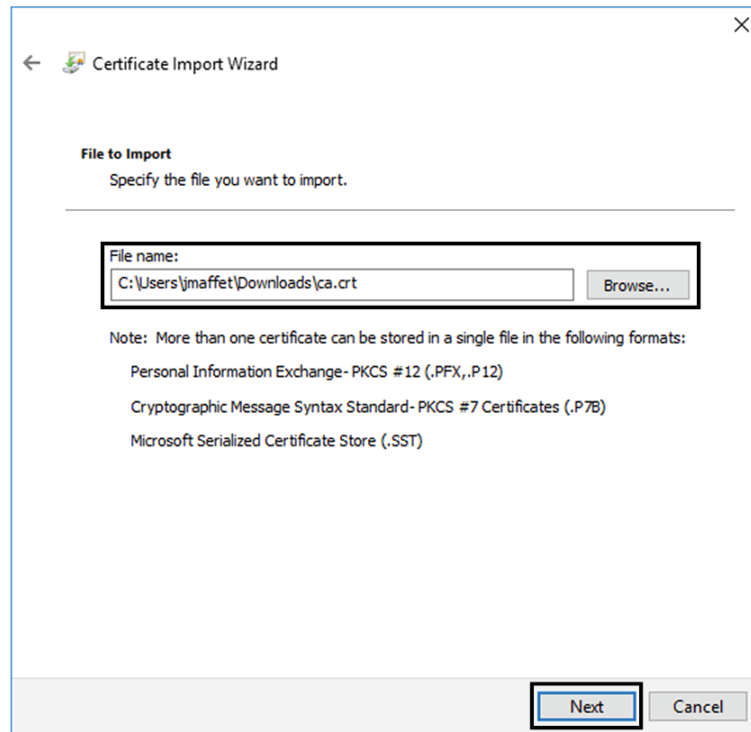 Certificate Import Wizard
File to Import
Specify the file you want to import.
File name:
C:\Users\jmaffet\Downloads\ca.crt
Browse...
Note: More than one certificate can be stored in a single file in the following formats:
Personal Information Exchange- PKCS #12 (.PFX,.P12)
Cryptographic Message Syntax Standard- PKCS #7 Certificates (.P7B)
Microsoft Serialized Certificate Store (.SST)
Next
Cancel